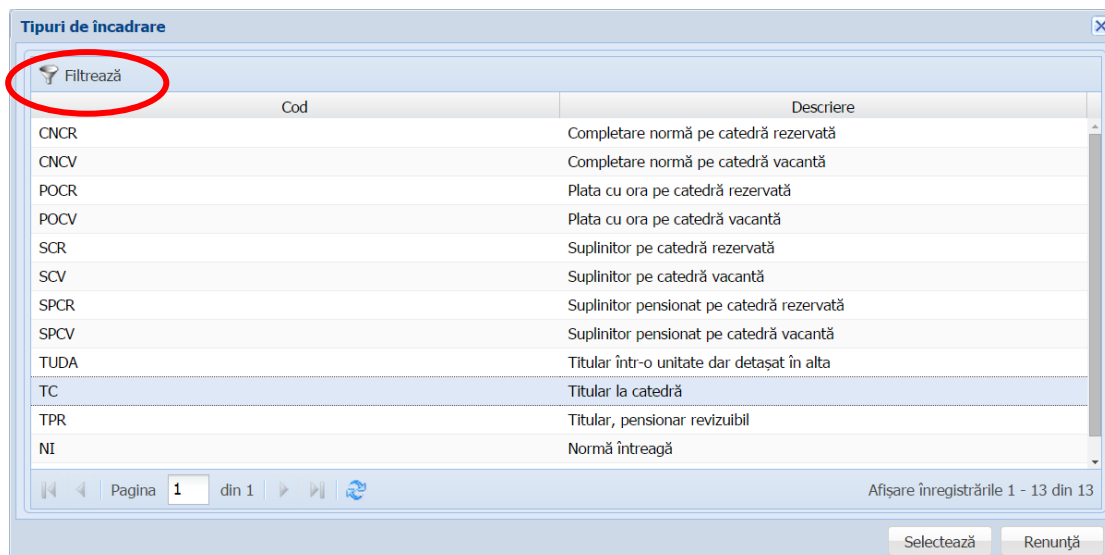 Tipuri de încadrare
Filtrează
Cod Descriere
CNCR Completare normă pe catedră rezervată
CNCV Completare normă pe catedră vacantă
POCR Plata cu ora pe catedră rezervată
POCV Plata cu ora pe catedră vacantă
SCR Suplinitor pe catedră rezervată
SCV Suplinitor pe catedră vacantă
SPCR Suplinitor pensionat pe catedră rezervată
SPCV Suplinitor pensionat pe catedră vacantă
TUDA Titular într-o unitate dar detașat în alta
TC Titular la catedră
TPR Titular, pensionar revizuibil
NI Normă întreagă
Pagina 1 din 1 Afișare înregistrările 1 - 13 din 13
Selectează Renunță